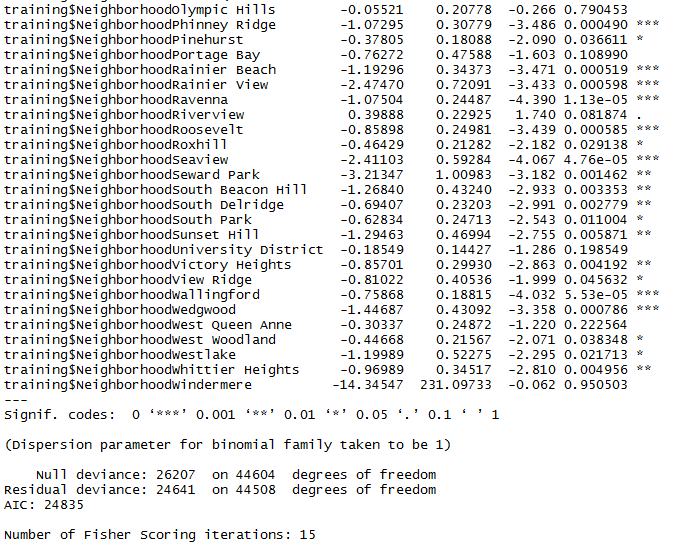 training$NeighborhoodOlympic Hills -0.05521 0.20778 -0.266 0.790453
training$NeighborhoodPhinney Ridge -1.07295 0.30779 -3.486 0.000490 ***
training$NeighborhoodPinehurst -0.37805 0.18088 -2.090 0.036611 *
training$NeighborhoodPortage Bay -0.76272 0.47588 -1.603 0.108990
training$NeighborhoodRainier Beach -1.19296 0.34373 -3.471 0.000519 ***
training$NeighborhoodRainier View -2.47470 0.72091 -3.433 0.000598 ***
training$NeighborhoodRavenna -1.07504 0.24487 -4.390 1.13e-05 ***
training$NeighborhoodRiverview 0.39888 0.22925 1.740 0.081874 .
training$NeighborhoodRoosevelt -0.85898 0.24981 -3.439 0.000585 ***
training$NeighborhoodRoxhill -0.46429 0.21282 -2.182 0.029138 *
training$NeighborhoodSeaview -2.41103 0.59284 -4.067 4.76e-05 ***
training$NeighborhoodSeward Park -3.21347 1.00983 -3.182 0.001462 **
training$NeighborhoodSouth Beacon Hill -1.26840 0.43240 -2.933 0.003353 **
training$NeighborhoodSouth Delridge -0.69407 0.23203 -2.991 0.002779 **
training$NeighborhoodSouth Park -0.62834 0.24713 -2.543 0.011004 *
training$NeighborhoodSunset Hill -1.29463 0.46994 -2.755 0.005871 **
training$NeighborhoodUniversity District -0.18549 0.14427 -1.286 0.198549
training$NeighborhoodVictory Heights -0.85701 0.29930 -2.863 0.004192 **
training$NeighborhoodView Ridge -0.81022 0.40536 -1.999 0.045632 *
training$NeighborhoodWallingford -0.75868 0.18815 -4.032 5.53e-05 ***
training$NeighborhoodWedgwood -1.44687 0.43092 -3.358 0.000786 ***
training$NeighborhoodWest Queen Anne -0.30337 0.24872 -1.220 0.222564
training$NeighborhoodWest Woodland -0.44668 0.21567 -2.071 0.038348 *
training$NeighborhoodWestlake -1.19989 0.52275 -2.295 0.021713 *
training$NeighborhoodWhittier Heights -0.96989 0.34517 -2.810 0.004956 **
training$NeighborhoodWindermere -14.34547 231.09733 -0.062 0.950503
---
Signif. codes: 0 ‘***’ 0.001 ‘**’ 0.01 ‘*’ 0.05 ‘.’ 0.1 ‘ ’ 1
(Dispersion parameter for binomial family taken to be 1)
Null deviance: 26207 on 44604 degrees of freedom
Residual deviance: 24641 on 44508 degrees of freedom
AIC: 24835
Number of Fisher Scoring iterations: 15